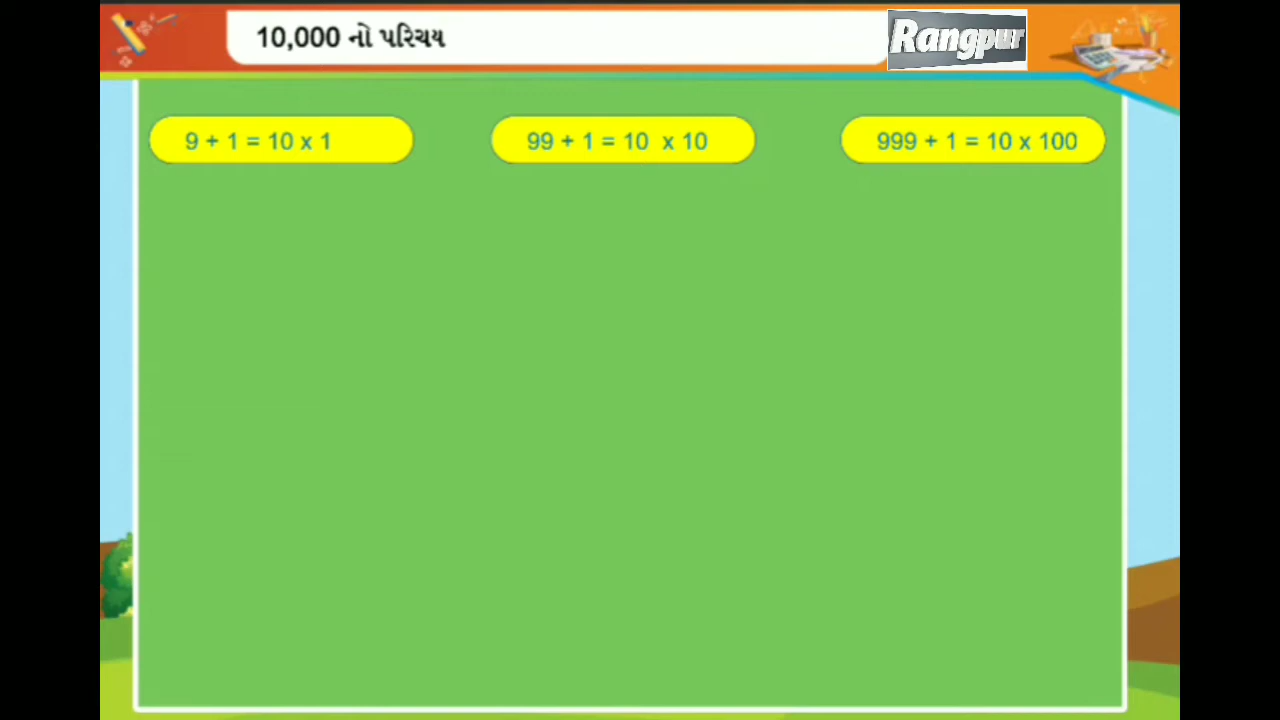 10,000 નો પરિચય
Rangpur
9 + 1 = 10 x 1
99 + 1 = 10 x 10
999 + 1 = 10 x 100